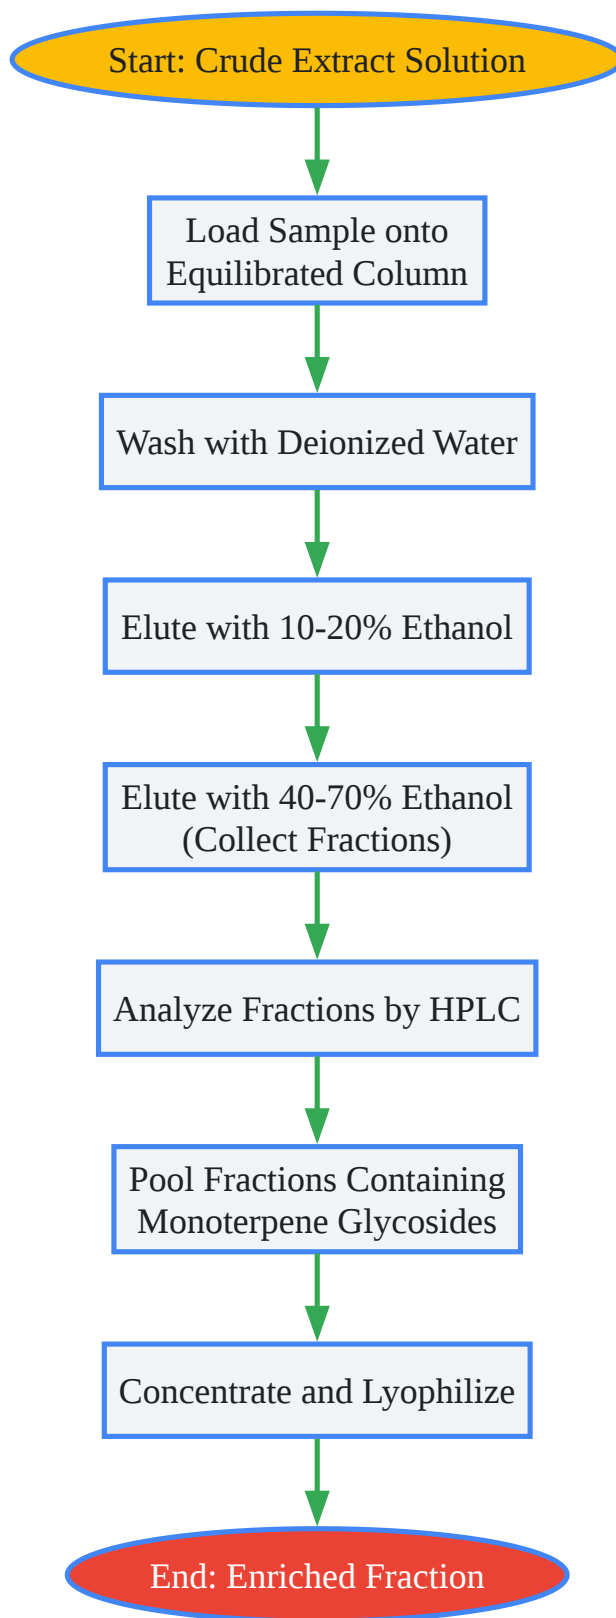 Start: Crude Extract Solution
Load Sample onto
Equilibrated Column
Wash with Deionized Water
Elute with 10-20% Ethanol
Elute with 40-70% Ethanol
(Collect Fractions)
Analyze Fractions by HPLC
Pool Fractions Containing
Monoterpene Glycosides
Concentrate and Lyophilize
End: Enriched Fraction